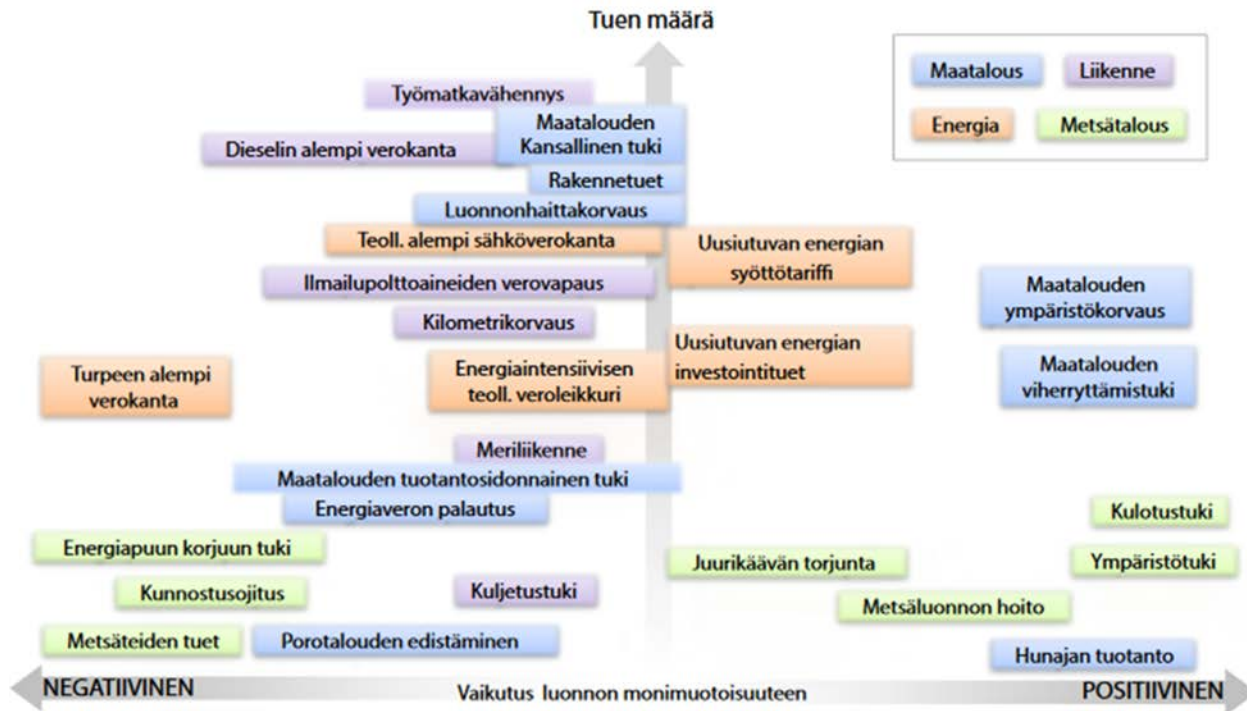 Tuen määrä
Maatalous
Liikenne
Energia
Metsätalous
Työmatkavähennys
Maatalouden
Kansallinen tuki
Dieselin alempi verokanta
Rakennetuet
Luonnonhaittakorvaus
Teoll. alempi sähköverokanta
Uusiutuvan energian
syöttötariffi
Ilmailupolttoaineiden verovapaus
Maatalouden
ympäristökorvaus
Kilometrikorvaus
Uusiutuvan energian
investointituet
Turpeen alempi
verokanta
Energiaintensiivisen
teoll. veroleikkuri
Maatalouden
viherryttämistuki
Meriliikenne
Maatalouden tuotantosidonnainen tuki
Energiaveron palautus
Kulotustuki
Energiapuun korjuun tuki
Juurikäävän torjunta
Ympäristötuki
Kunnostusojitus
Kuljetustuki
Metsäluonnon hoito
Metsäteiden tuet
Porotalouden edistäminen
Hunajan tuotanto
NEGATIIVINEN
Vaikutus luonnon monimuotoisuuteen
POSITIIVINEN